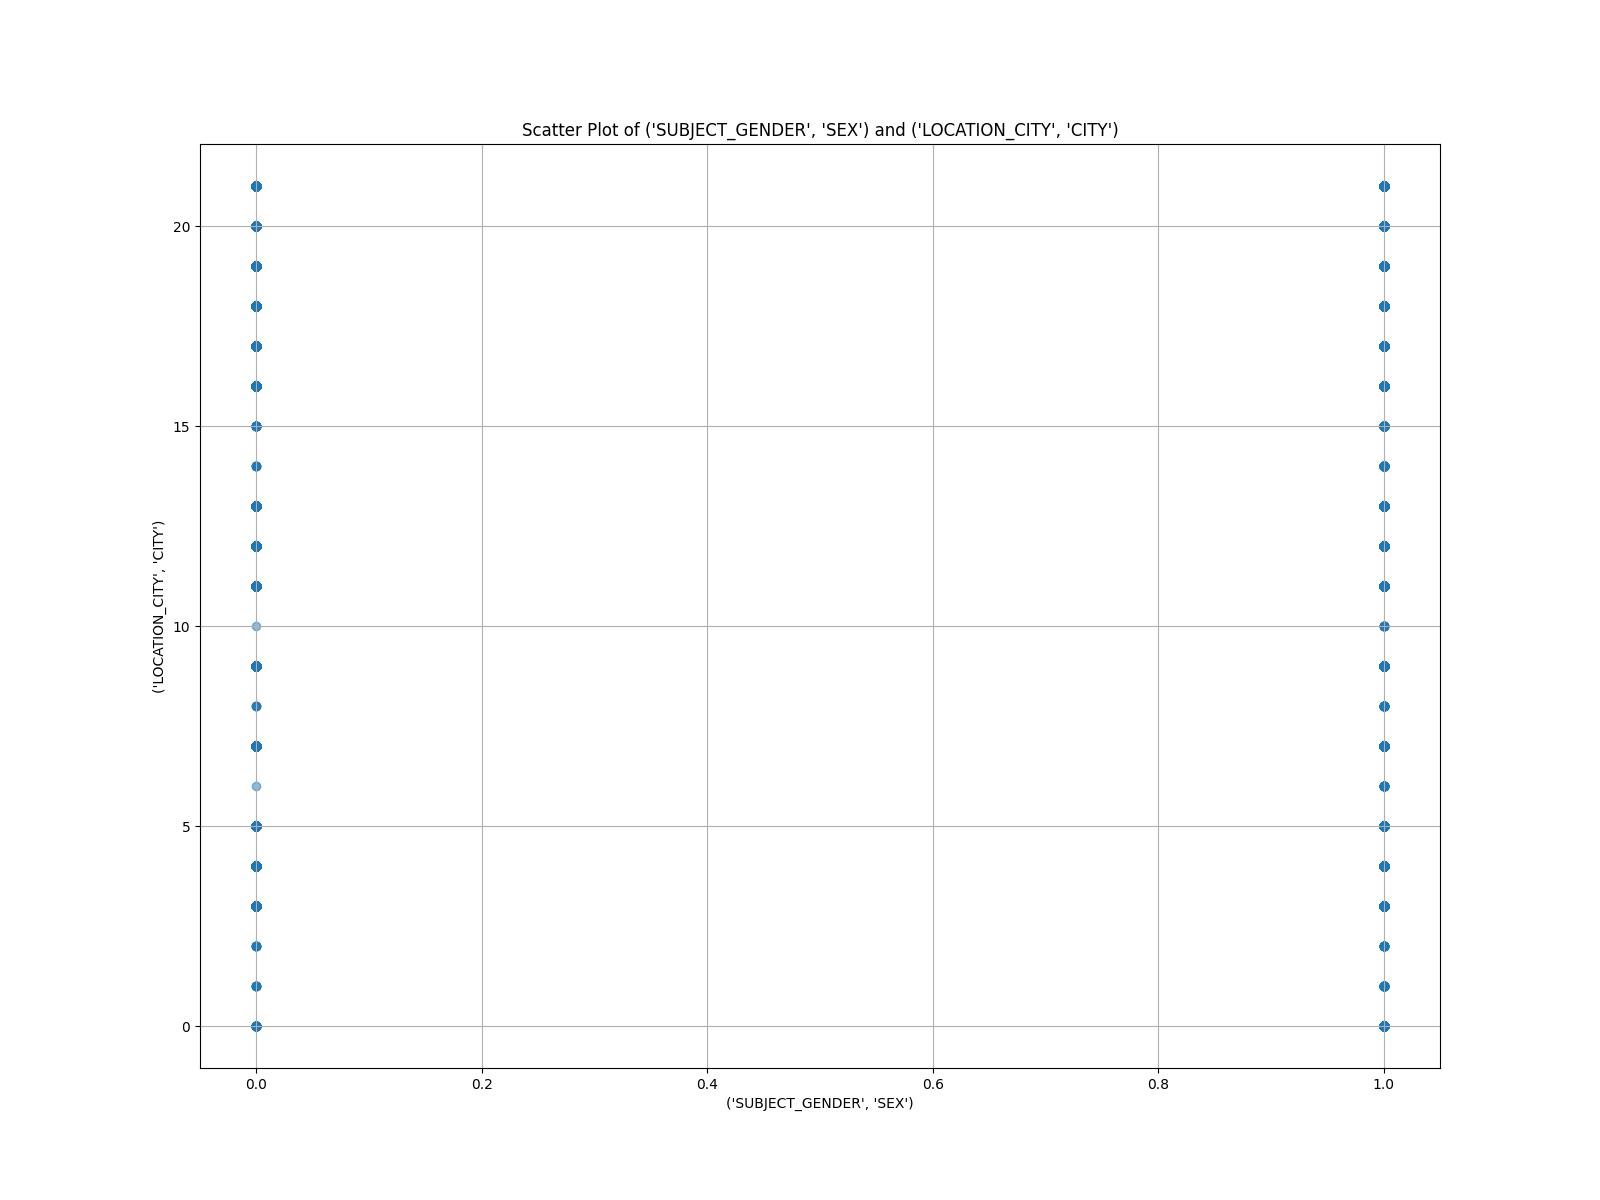 Scatter Plot of ('SUBJECT_GENDER', 'SEX') and ('LOCATION_CITY', 'CITY')
20
15
10
5
0
('LOCATION_CITY', 'CITY')
0.0 0.2 0.4 0.6 0.8 1.0
('SUBJECT_GENDER', 'SEX')